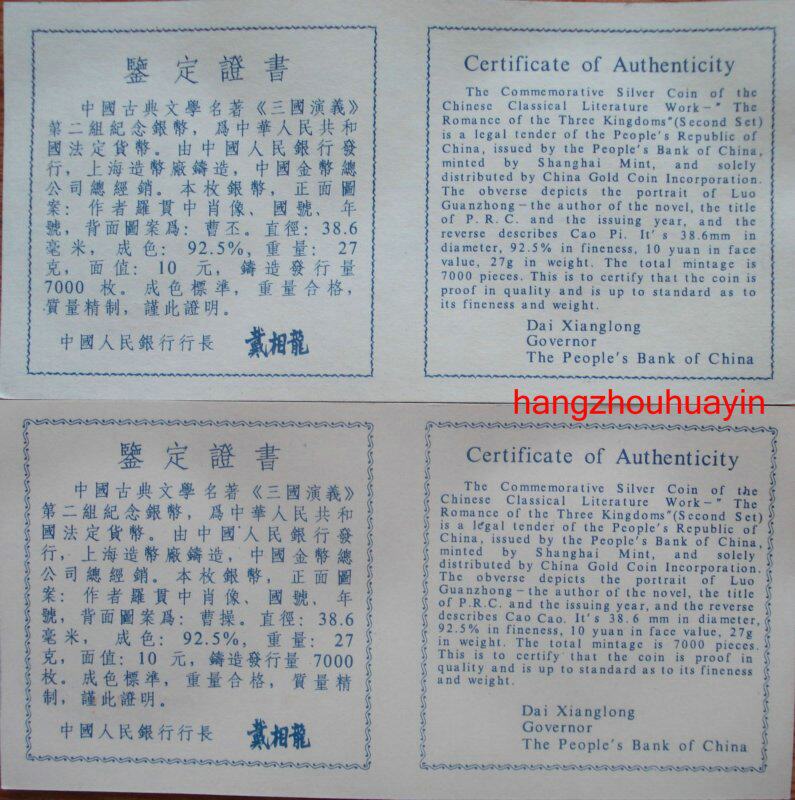 鑒定證書
中國古典文學名著《三國演義》
第二組紀念銀幣，爲中華人民共和
國法定貨幣。由中國人民銀行發
行，上海造幣廠鑄造，中國金幣總
公司總經銷。本枚銀幣，正面圖
案：作者羅貫中肖像、國號、年
號，背面圖案爲：曹丕。直徑：38.6
毫米，成色：92.5%，重量：27
克，面值：10 元，鑄造發行量
7000 枚。成色標準，重量合格，
質量精制，謹此證明。
中國人民銀行行長 戴相龍
Certificate of Authenticity
The Commemorative Silver Coin of the
Chinese Classical Literature Work—" The
Romance of the Three Kingdoms"(Second Set)
is a legal tender of the People's Republic of
China, issued by the People's Bank of China,
minted by Shanghai Mint, and solely
distributed by China Gold Coin Incorporation.
The obverse depicts the portrait of Luo
Guanzhong—the author of the novel, the title
of P.R.C. and the issuing year, and the
reverse describes Cao Pi. It's 38.6mm in
diameter, 92.5% in fineness, 10 yuan in face
value, 27g in weight. The total mintage is
7000 pieces. This is to certify that the coin is
proof in quality and is up to standard as to
its fineness and weight.
Dai Xianglong
Governor
The People's Bank of China
hangzhouhuayin
鑒定證書
中國古典文學名著《三國演義》
第二組紀念銀幣，爲中華人民共和
國法定貨幣。由中國人民銀行發
行，上海造幣廠鑄造，中國金幣總
公司總經銷。本枚銀幣，正面圖
案：作者羅貫中肖像、國號、年
號，背面圖案爲：曹操。直徑：38.6
毫米，成色：92.5%，重量：27
克，面值：10 元，鑄造發行量 7000
枚。成色標準，重量合格，質量精
制，謹此證明。
中國人民銀行行長 戴相龍
Certificate of Authenticity
The Commemorative Silver Coin of the
Chinese Classical Literature Work—" The
Romance of the Three Kingdoms"(Second Set)
is a legal tender of the People's Republic of
China, issued by the People's Bank of China,
minted by Shanghai Mint, and solely
distributed by China Gold Coin Incorporation.
The obverse depicts the portrait of Luo
Guanzhong—the author of the novel, the title
of P.R.C. and the issuing year, and the reverse
describes Cao Cao. It's 38.6 mm in diameter,
92.5% in fineness, 10 yuan in face value, 27g
in weight. The total mintage is 7000 pieces.
This is to certify that the coin is proof in
quality and is up to standard as to its fineness
and weight.
Dai Xianglong
Governor
The People's Bank of China